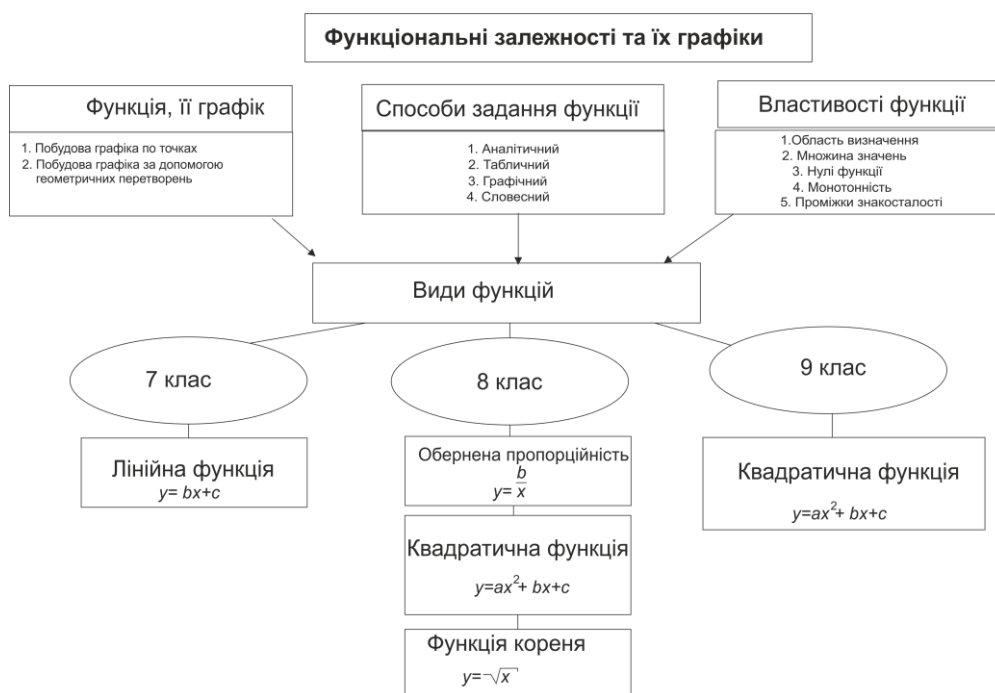 Функціональні залежності та їх графіки
Функція, її графік
1. Побудова графіка по точках
2. Побудова графіка за допомогою
геометричних перетворень
Способи задання функції
1. Аналітичний
2. Табличний
3. Графічний
4. Словесний
Властивості функції
1.Область визначення
2. Множина значень
3. Нулі функції
4. Монотонність
5. Проміжки знакосталості
Види функцій
7 клас
Лінійна функція
y= bx+c
8 клас
Обернена пропорційність
y= b/x
Квадратична функція
y=ax²+ bx+c
Функція кореня
y=√x
9 клас
Квадратична функція
y=ax²+ bx+c